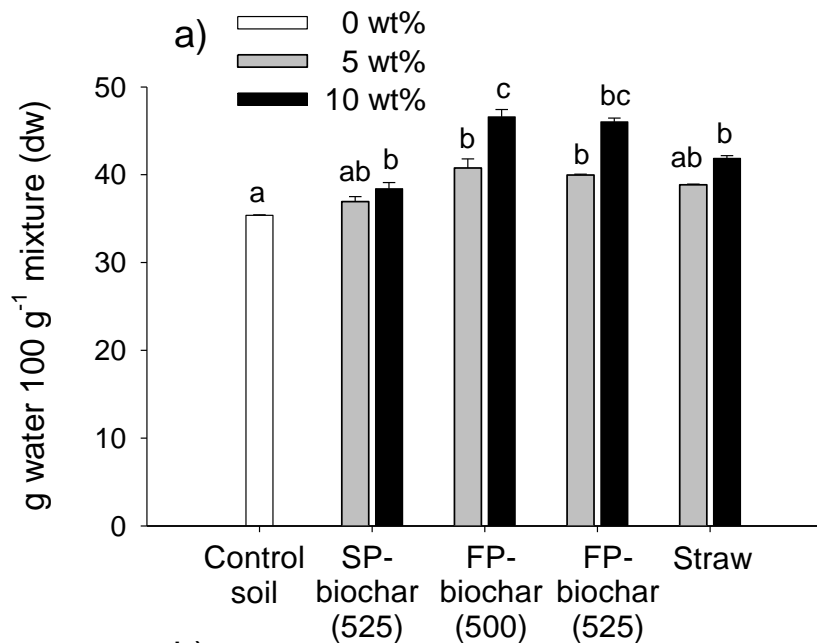 a)
0 wt%
5 wt%
10 wt%
g water 100 g⁻¹ mixture (dw)
50
40
30
20
10
0
a
ab b
b c
b bc
ab b
Control
soil
SP-
biochar
(525)
FP-
biochar
(500)
FP-
biochar
(525)
Straw